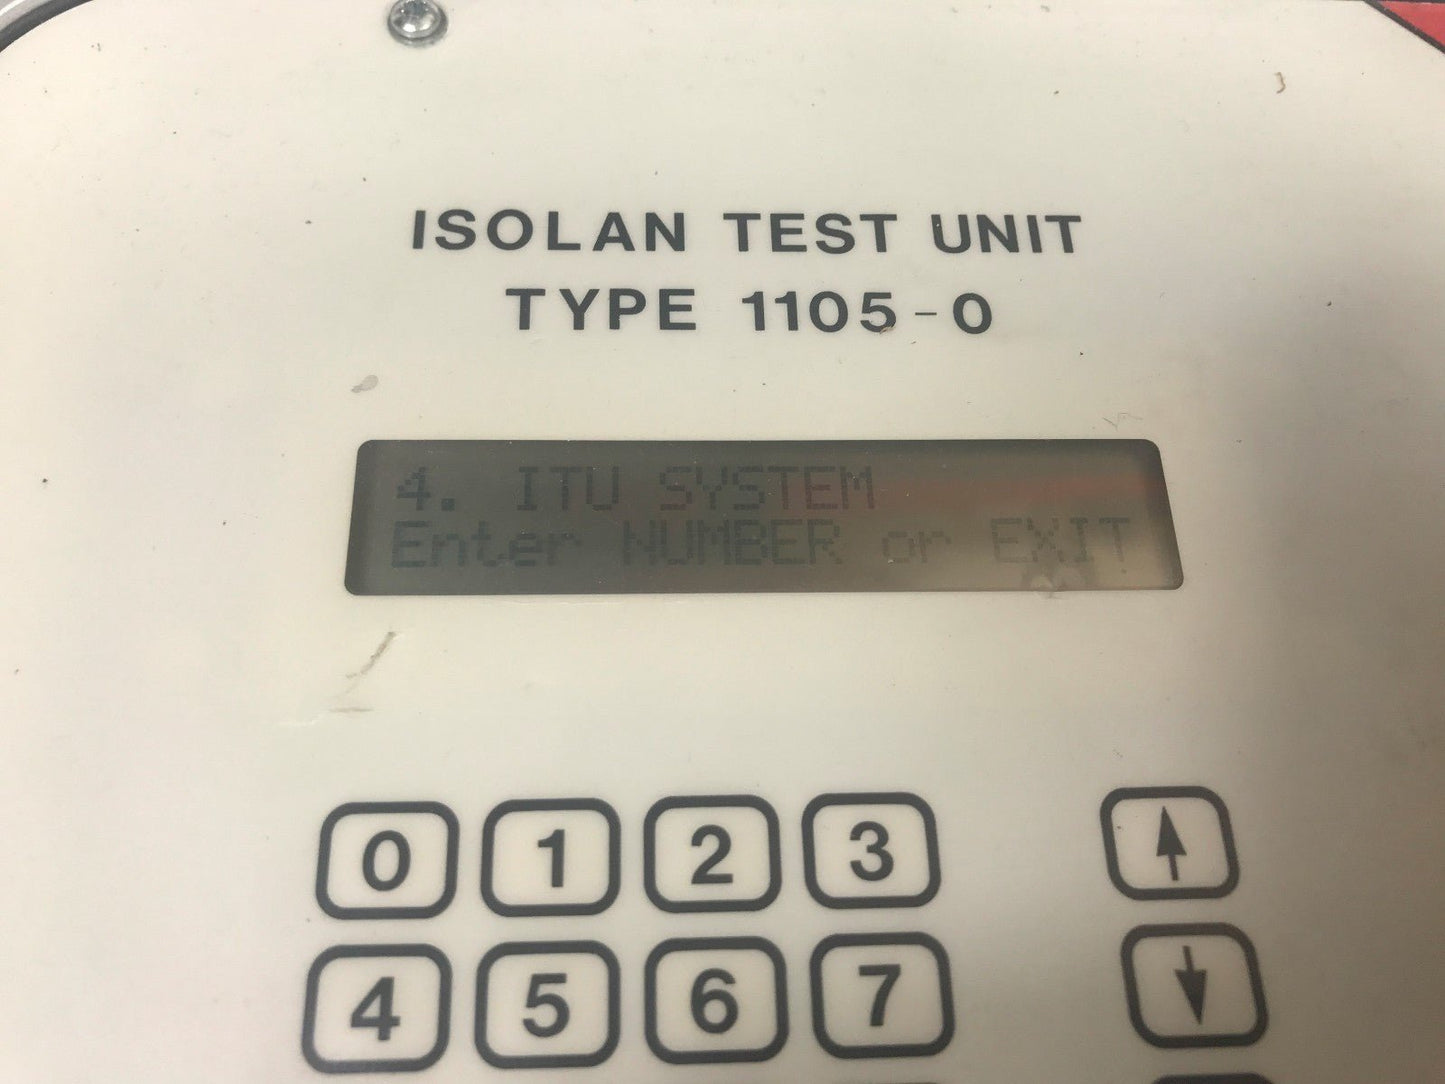 ISOLAN TEST UNIT
TYPE 1105-0
4. ITU SYSTEM
Enter NUMBER or EXIT
0 1 2 3
4 5 6 7